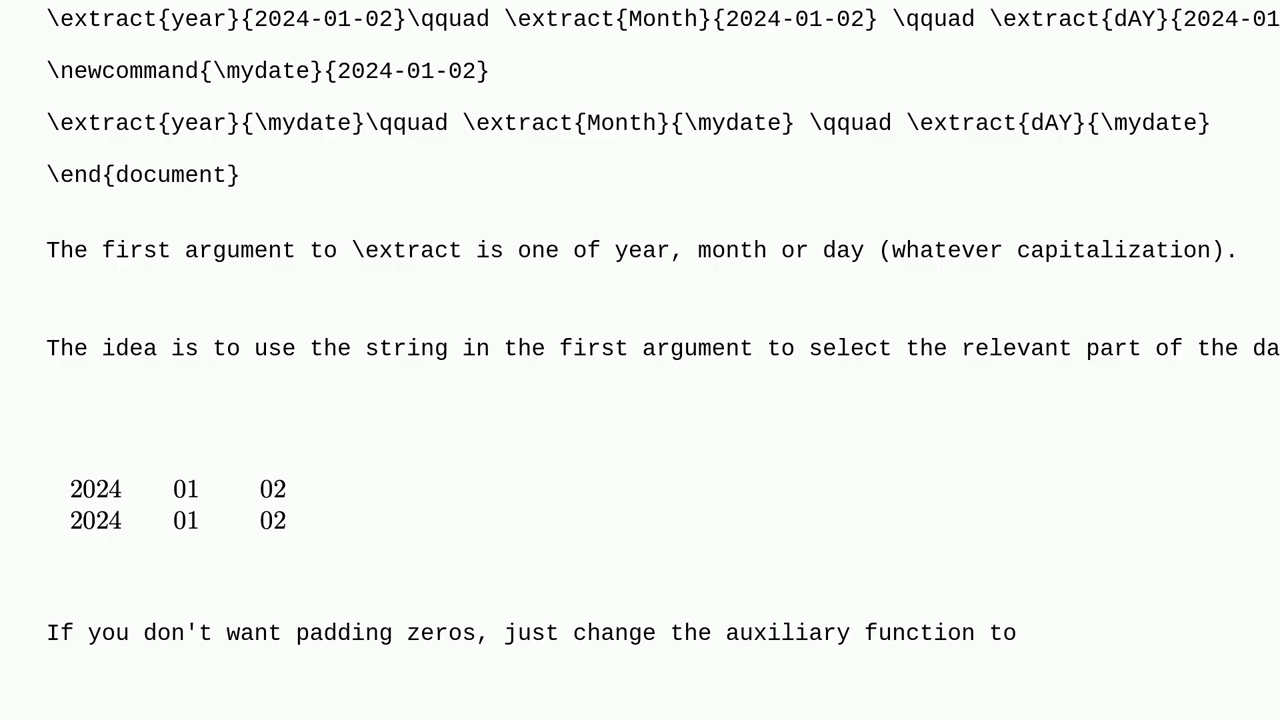 \extract{year}{2024-01-02}\qquad \extract{Month}{2024-01-02} \qquad \extract{dAY}{2024-01
\newcommand{\mydate}{2024-01-02}
\extract{year}{\mydate}\qquad \extract{Month}{\mydate} \qquad \extract{dAY}{\mydate}
\end{document}
The first argument to \extract is one of year, month or day (whatever capitalization).
The idea is to use the string in the first argument to select the relevant part of the da
2024 01 02
2024 01 02
If you don't want padding zeros, just change the auxiliary function to